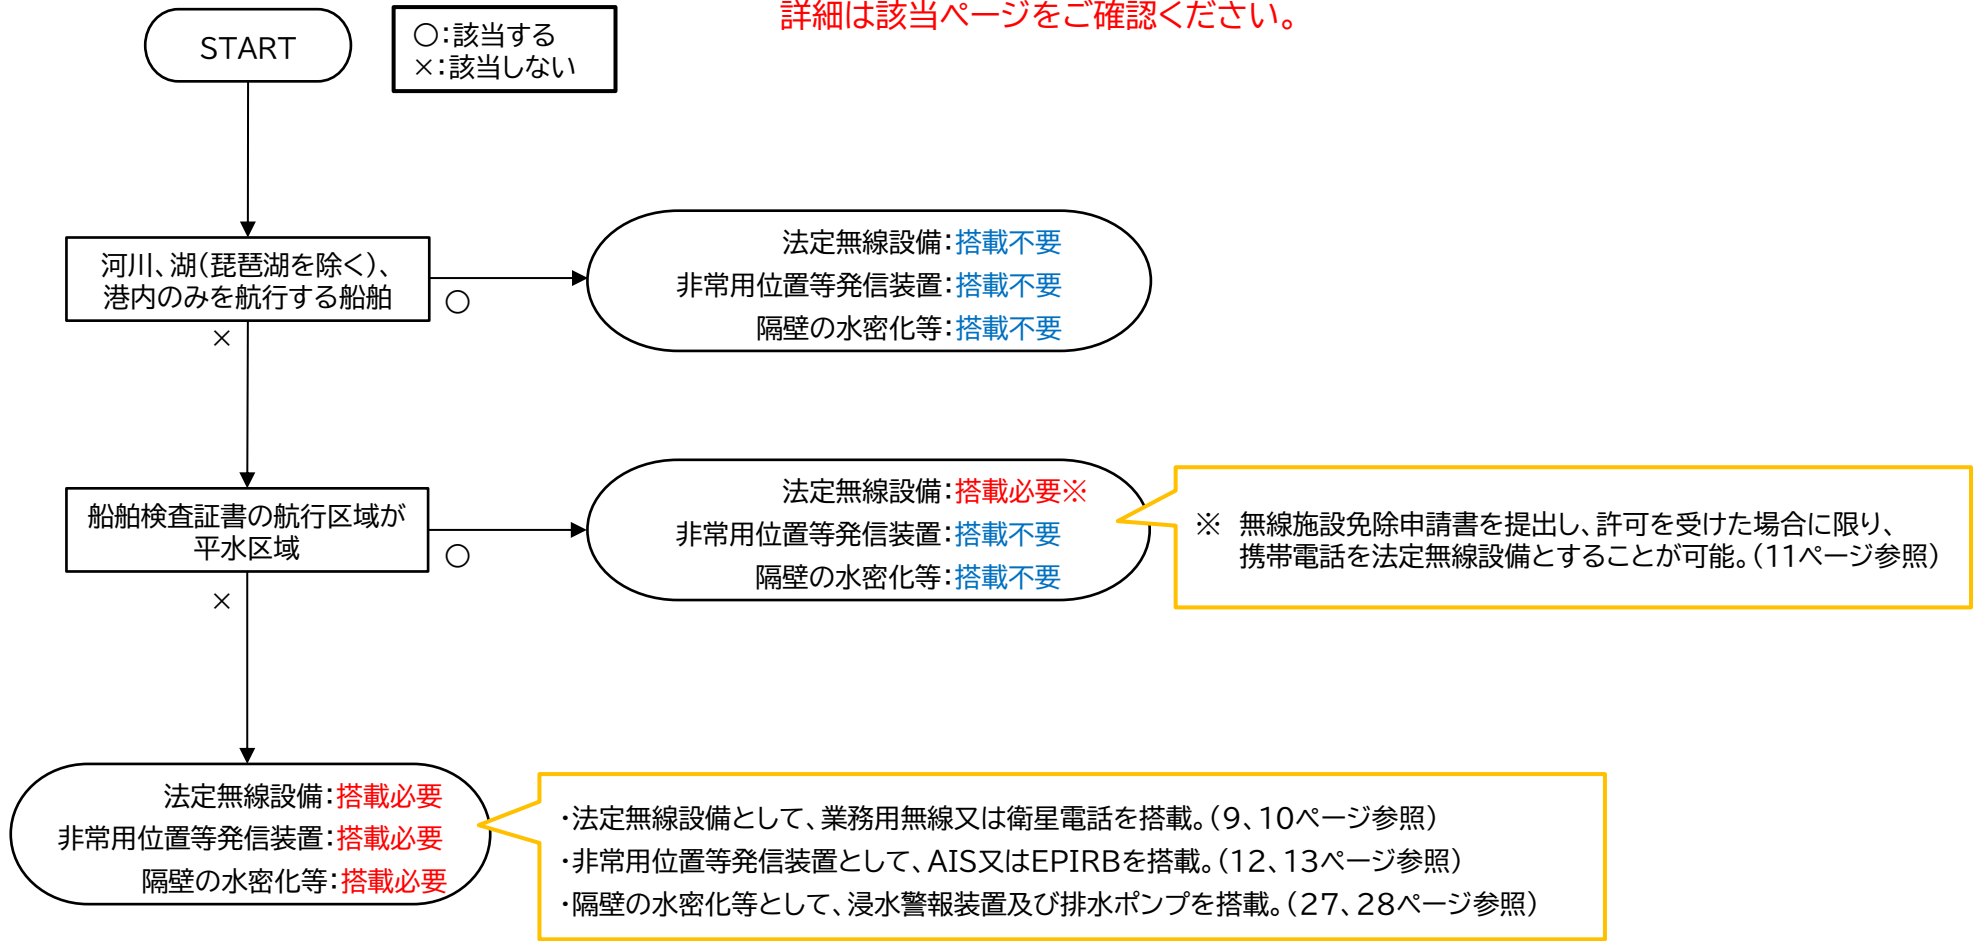 詳細は該当ページをご確認ください。
START
○:該当する
×:該当しない
河川、湖(琵琶湖を除く)、
港内のみを航行する船舶
○
×
法定無線設備:搭載不要
非常用位置等発信装置:搭載不要
隔壁の水密化等:搭載不要
船舶検査証書の航行区域が
平水区域
○
×
法定無線設備:搭載必要※
非常用位置等発信装置:搭載不要
隔壁の水密化等:搭載不要
※ 無線施設免除申請書を提出し、許可を受けた場合に限り、
携帯電話を法定無線設備とすることが可能。(11ページ参照)
法定無線設備:搭載必要
非常用位置等発信装置:搭載必要
隔壁の水密化等:搭載必要
・法定無線設備として、業務用無線又は衛星電話を搭載。(9、10ページ参照)
・非常用位置等発信装置として、AIS又はEPIRBを搭載。(12、13ページ参照)
・隔壁の水密化等として、浸水警報装置及び排水ポンプを搭載。(27、28ページ参照)